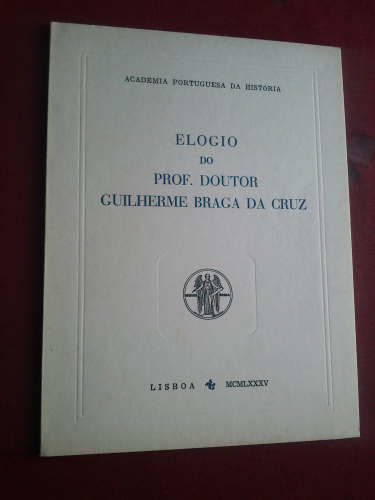 ACADEMIA PORTUGUESA DA HISTÓRIA
ELOGIO
DO
PROF. DOUTOR
GUILHERME BRAGA DA CRUZ
LISBOA MCMLXXXV